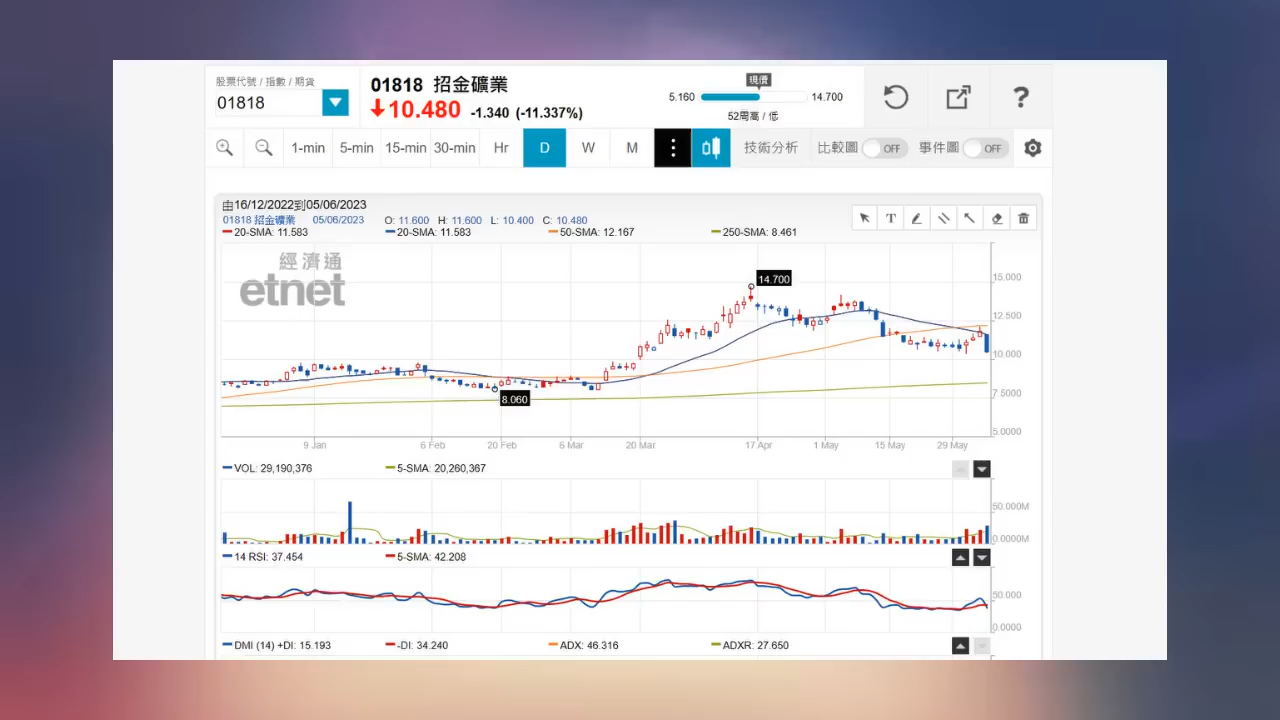 股票代號 / 指數 / 期貨
01818
01818 招金礦業
10.480 -1.340 (-11.337%)
現價
5.160 14.700
52周高 / 低
?
1-min 5-min 15-min 30-min Hr D W M 技術分析 比較圖 OFF 事件圖 OFF
由16/12/2022到05/06/2023
01818 招金礦業 05/06/2023 O: 11.600 H: 11.600 L: 10.400 C: 10.480
T
20-SMA: 11.583 20-SMA: 11.583 50-SMA: 12.167 250-SMA: 8.461
經濟通
etnet
14.700
8.060
15.000
12.500
10.000
7.5000
5.0000
9 Jan 6 Feb 20 Feb 6 Mar 20 Mar 17 Apr 1 May 15 May 29 May
VOL: 29,190,376 5-SMA: 20,260,367
50.000M
0.0000M
14 RSI: 37.454 5-SMA: 42.208
50.000
0.0000
DMI (14) +DI: 15.193 -DI: 34.240 ADX: 46.316 ADXR: 27.650